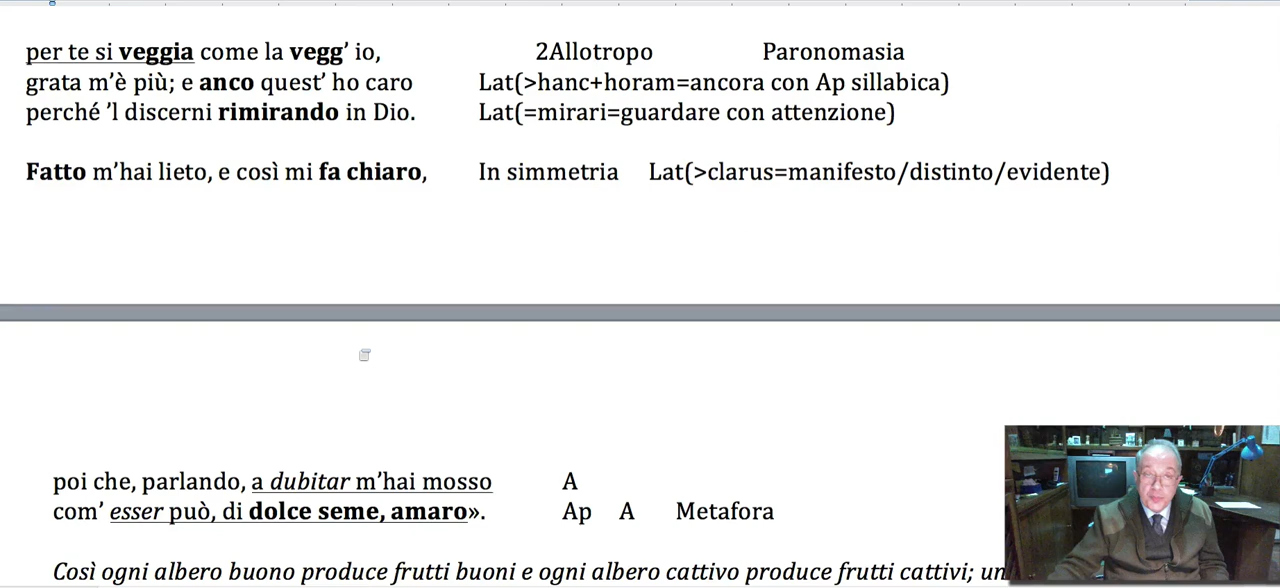 per te si veggia come la vegg' io, 2Allotropo Paronomasia
grata m'è più; e anco quest' ho caro Lat(>hanc+horam=ancora con Ap sillabica)
perché 'l discerni rimirando in Dio. Lat(=mirari=guardare con attenzione)
Fatto m'hai lieto, e così mi fa chiaro, In simmetria Lat(>clarus=manifesto/distinto/evidente)
poi che, parlando, a dubitar m'hai mosso A
com' esser può, di dolce seme, amaro». Ap A Metafora
Così ogni albero buono produce frutti buoni e ogni albero cattivo produce frutti cattivi; un